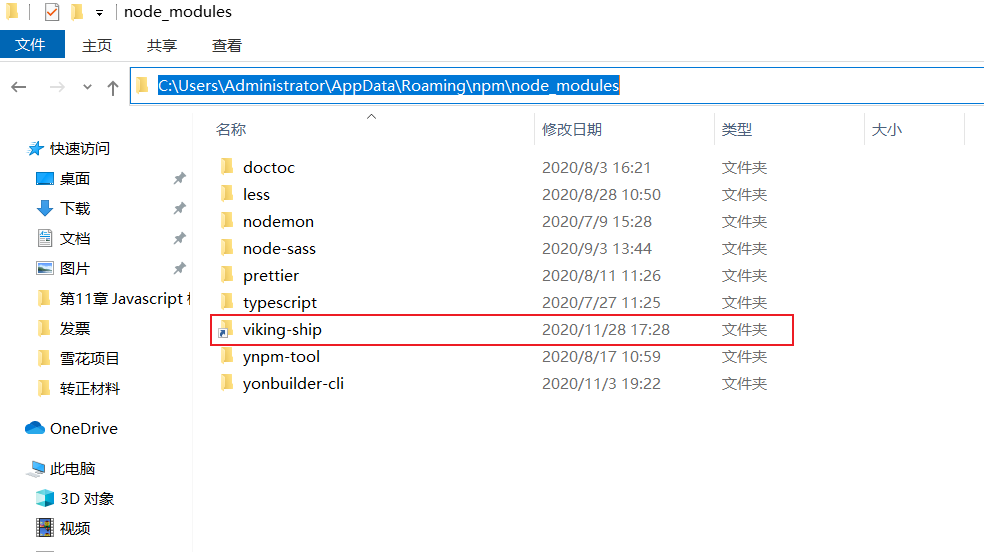 node_modules
文件 主页 共享 查看
C:\Users\Administrator\AppData\Roaming\npm\node_modules
名称 修改日期 类型 大小
快速访问
桌面
下载
文档
图片
第11章 Javascript
发票
雪花项目
转正材料
OneDrive
此电脑
3D 对象
视频
doctoc 2020/8/3 16:21 文件夹
less 2020/8/28 10:50 文件夹
nodemon 2020/7/9 15:28 文件夹
node-sass 2020/9/3 13:44 文件夹
prettier 2020/8/11 11:26 文件夹
typescript 2020/7/27 11:25 文件夹
viking-ship 2020/11/28 17:28 文件夹
ynpm-tool 2020/8/17 10:59 文件夹
yonbuilder-cli 2020/11/3 19:22 文件夹